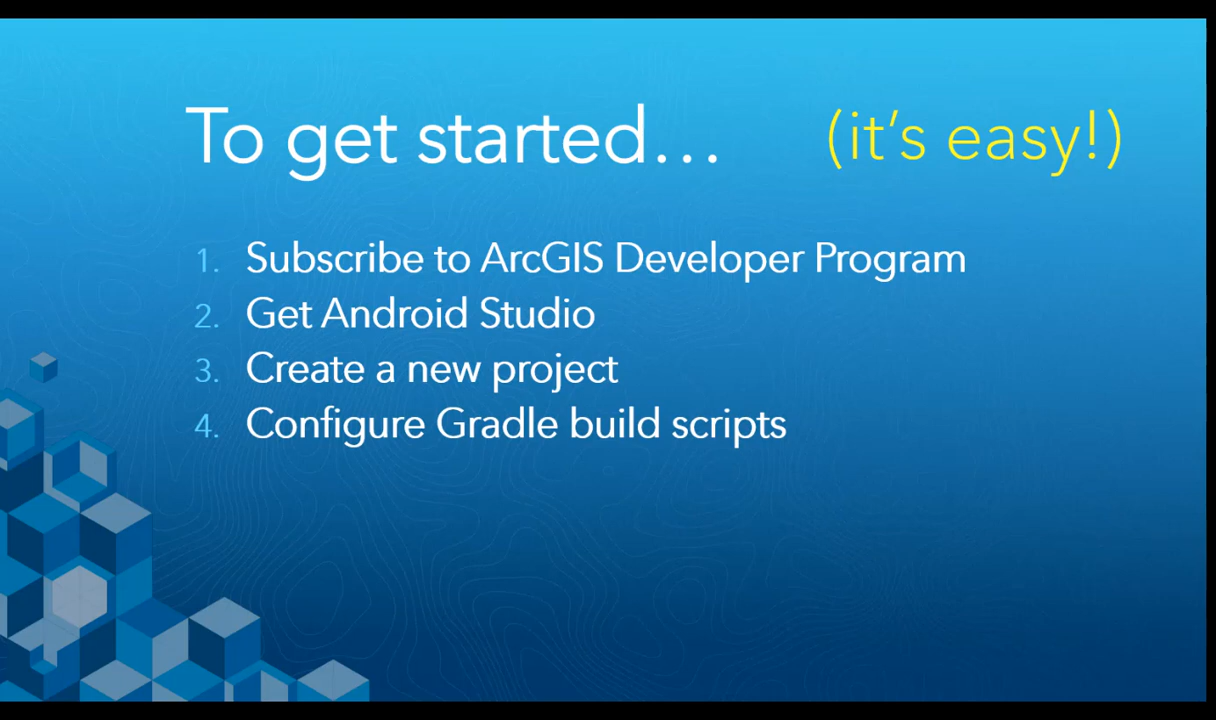 To get started… (it's easy!)
1. Subscribe to ArcGIS Developer Program
2. Get Android Studio
3. Create a new project
4. Configure Gradle build scripts